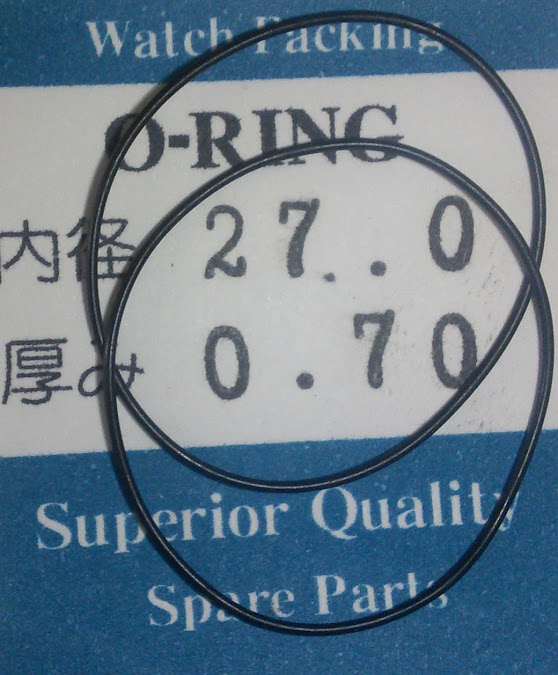 Watch Packing
O-RING
内径 27.0
厚み 0.70
Superior Quality
Spare Parts